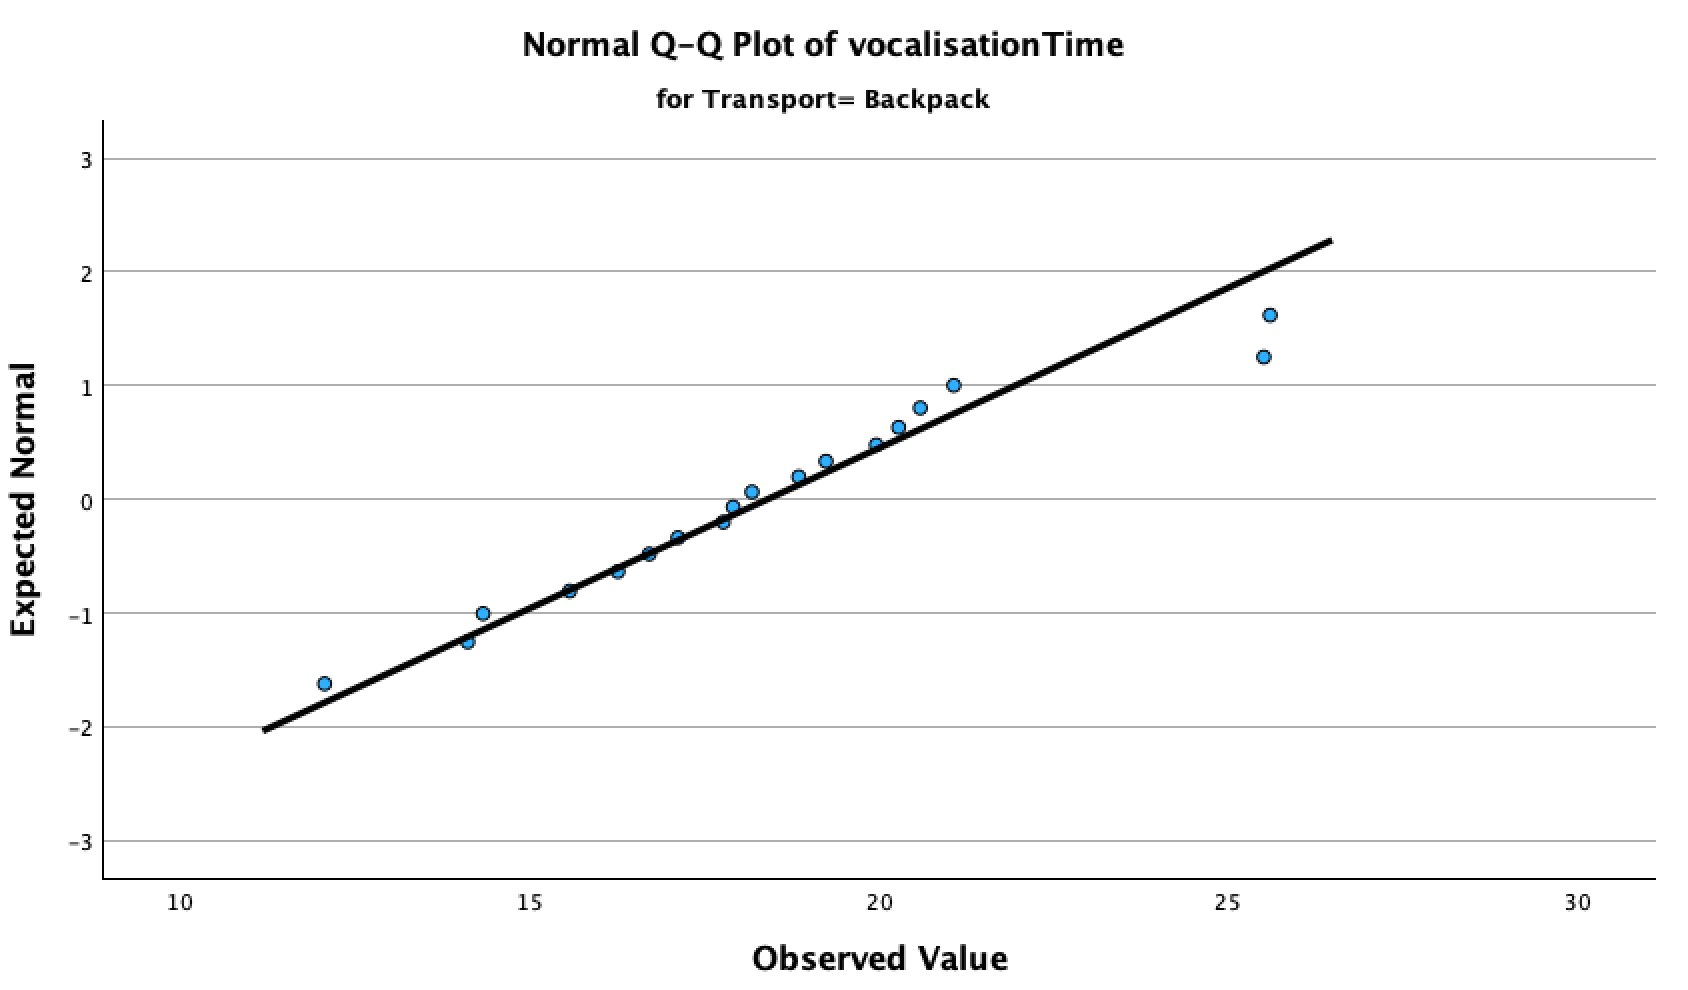 Normal Q-Q Plot of vocalisationTime
for Transport= Backpack
3
2
1
0
-1
-2
-3
Expected Normal
10 15 20 25 30
Observed Value